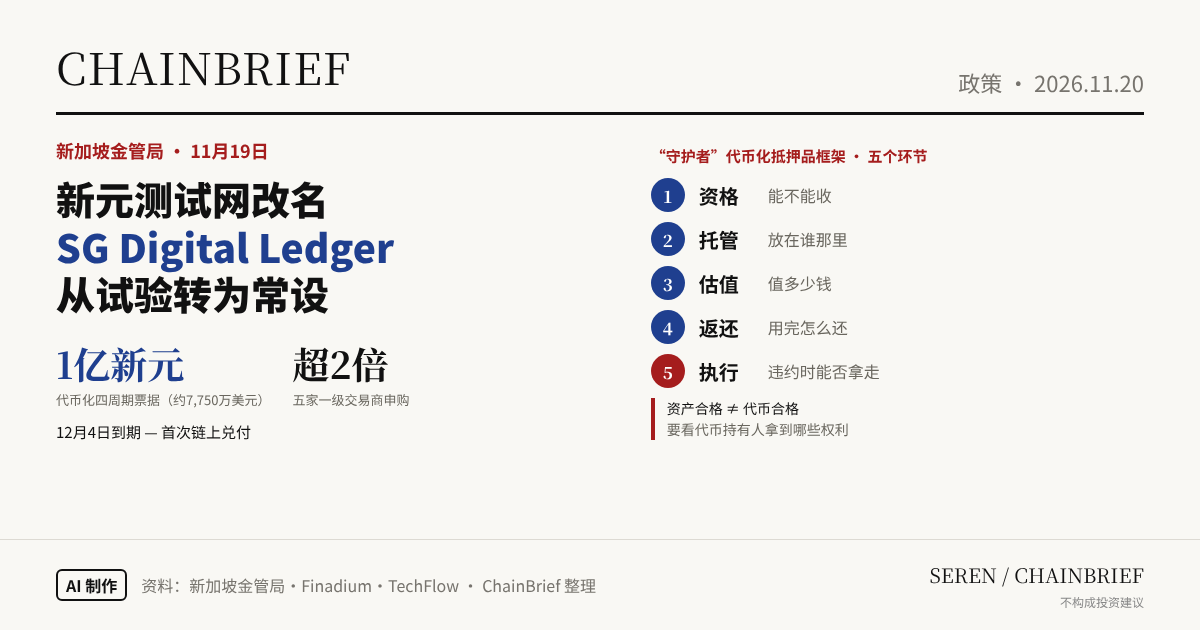 CHAINBRIEF
政策 · 2026.11.20
新加坡金管局 · 11月19日
新元测试网改名
SG Digital Ledger
从试验转为常设
1亿新元
代币化四周期票据（约7,750万美元）
超2倍
五家一级交易商申购
12月4日到期 — 首次链上兑付
“守护者”代币化抵押品框架 · 五个环节
1 资格 能不能收
2 托管 放在谁那里
3 估值 值多少钱
4 返还 用完怎么还
5 执行 违约时能否拿走
资产合格 ≠ 代币合格
要看代币持有人拿到哪些权利
AI 制作 资料：新加坡金管局·Finadium·TechFlow · ChainBrief 整理
SEREN / CHAINBRIEF
不构成投资建议